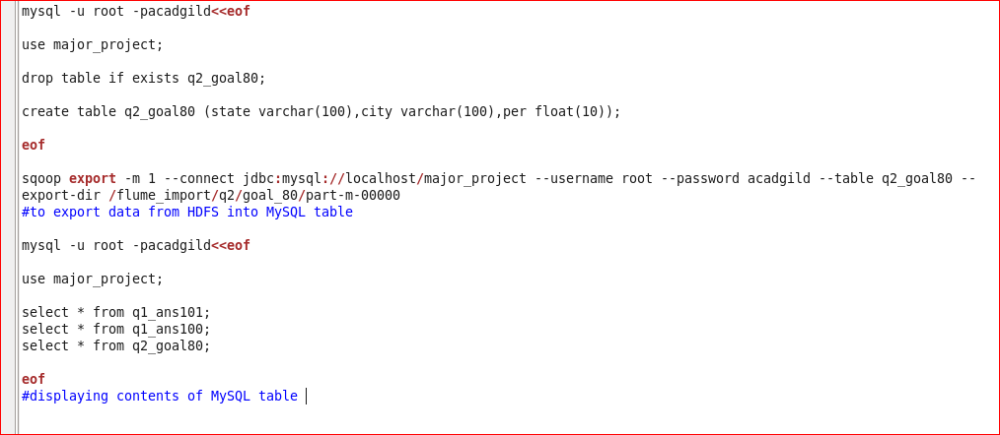 mysql -u root -pacadgild<<eof
use major_project;
drop table if exists q2_goal80;
create table q2_goal80 (state varchar(100),city varchar(100),per float(10));
eof
sqoop export -m 1 --connect jdbc:mysql://localhost/major_project --username root --password acadgild --table q2_goal80 --
export-dir /flume_import/q2/goal_80/part-m-00000
#to export data from HDFS into MySQL table
mysql -u root -pacadgild<<eof
use major_project;
select * from q1_ans101;
select * from q1_ans100;
select * from q2_goal80;
eof
#displaying contents of MySQL table